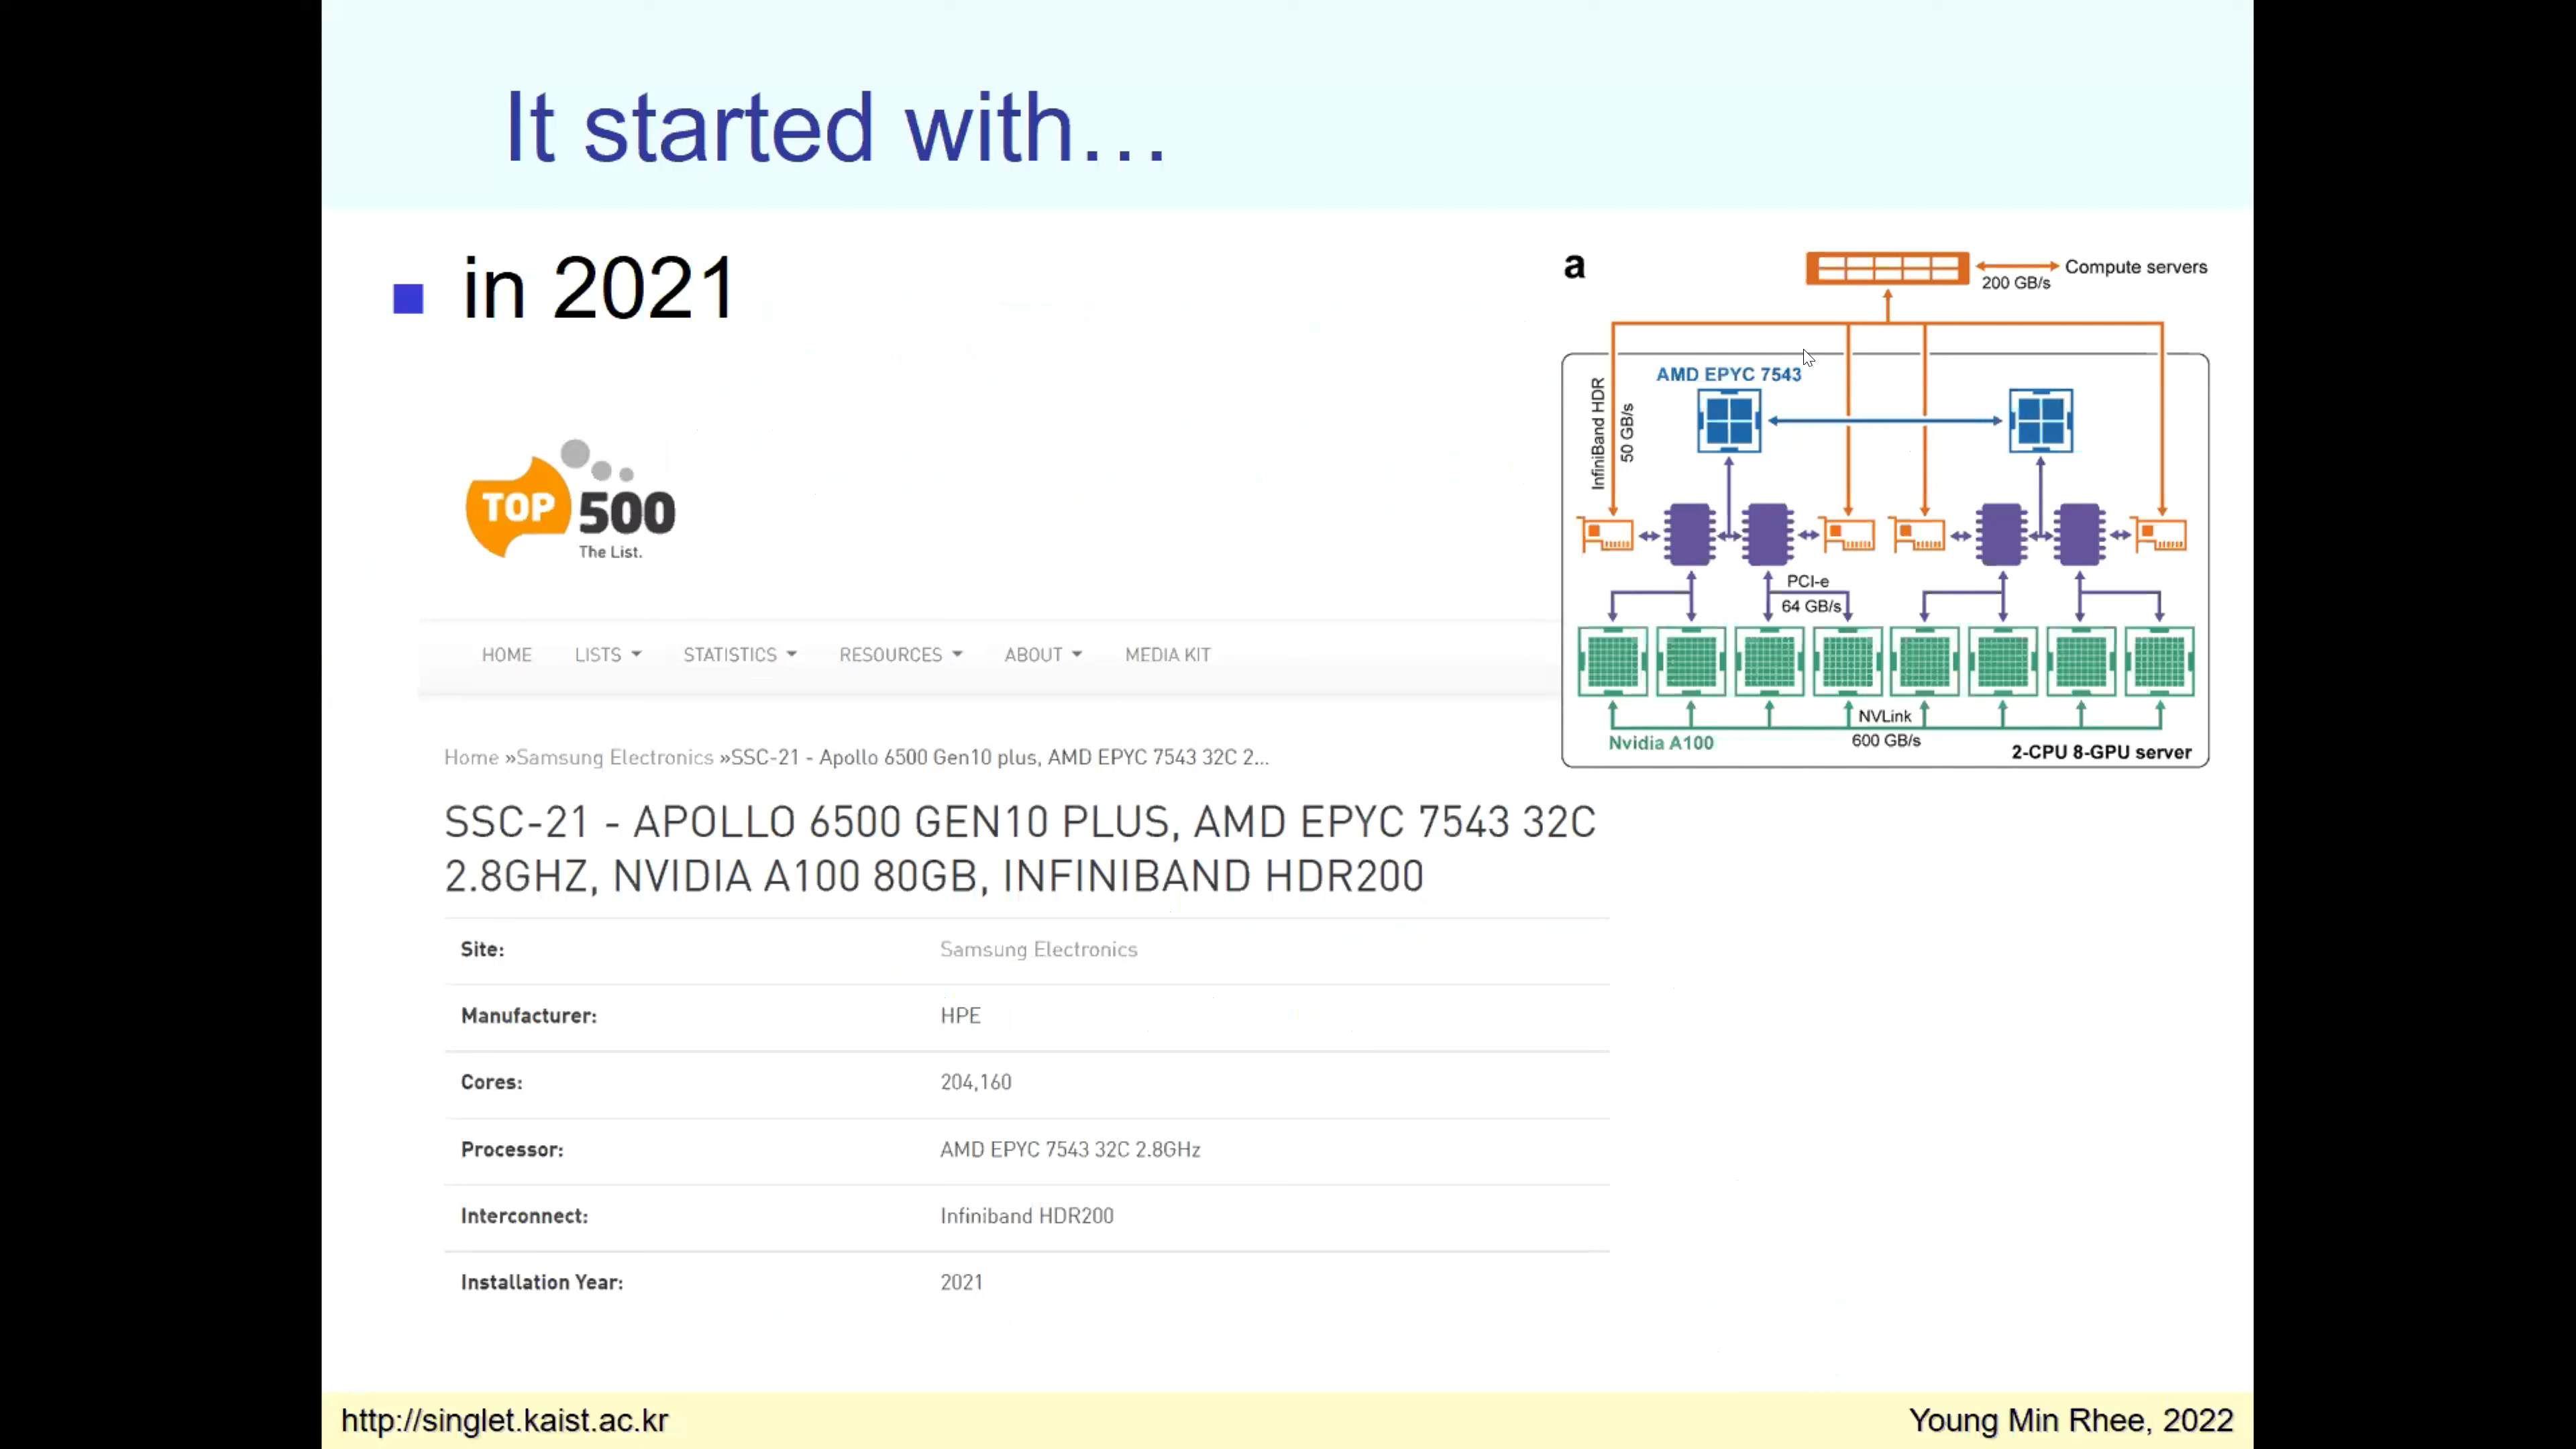 It started with…
in 2021
a
Compute servers
200 GB/s
InfiniBand HDR
50 GB/s
AMD EPYC 7543
PCI-e
64 GB/s
NVLink
600 GB/s
Nvidia A100
2-CPU 8-GPU server
TOP 500
The List.
HOME LISTS STATISTICS RESOURCES ABOUT MEDIA KIT
Home »Samsung Electronics »SSC-21 - Apollo 6500 Gen10 plus, AMD EPYC 7543 32C 2...
SSC-21 - APOLLO 6500 GEN10 PLUS, AMD EPYC 7543 32C
2.8GHZ, NVIDIA A100 80GB, INFINIBAND HDR200
Site: Samsung Electronics
Manufacturer: HPE
Cores: 204,160
Processor: AMD EPYC 7543 32C 2.8GHz
Interconnect: Infiniband HDR200
Installation Year: 2021
http://singlet.kaist.ac.kr
Young Min Rhee, 2022